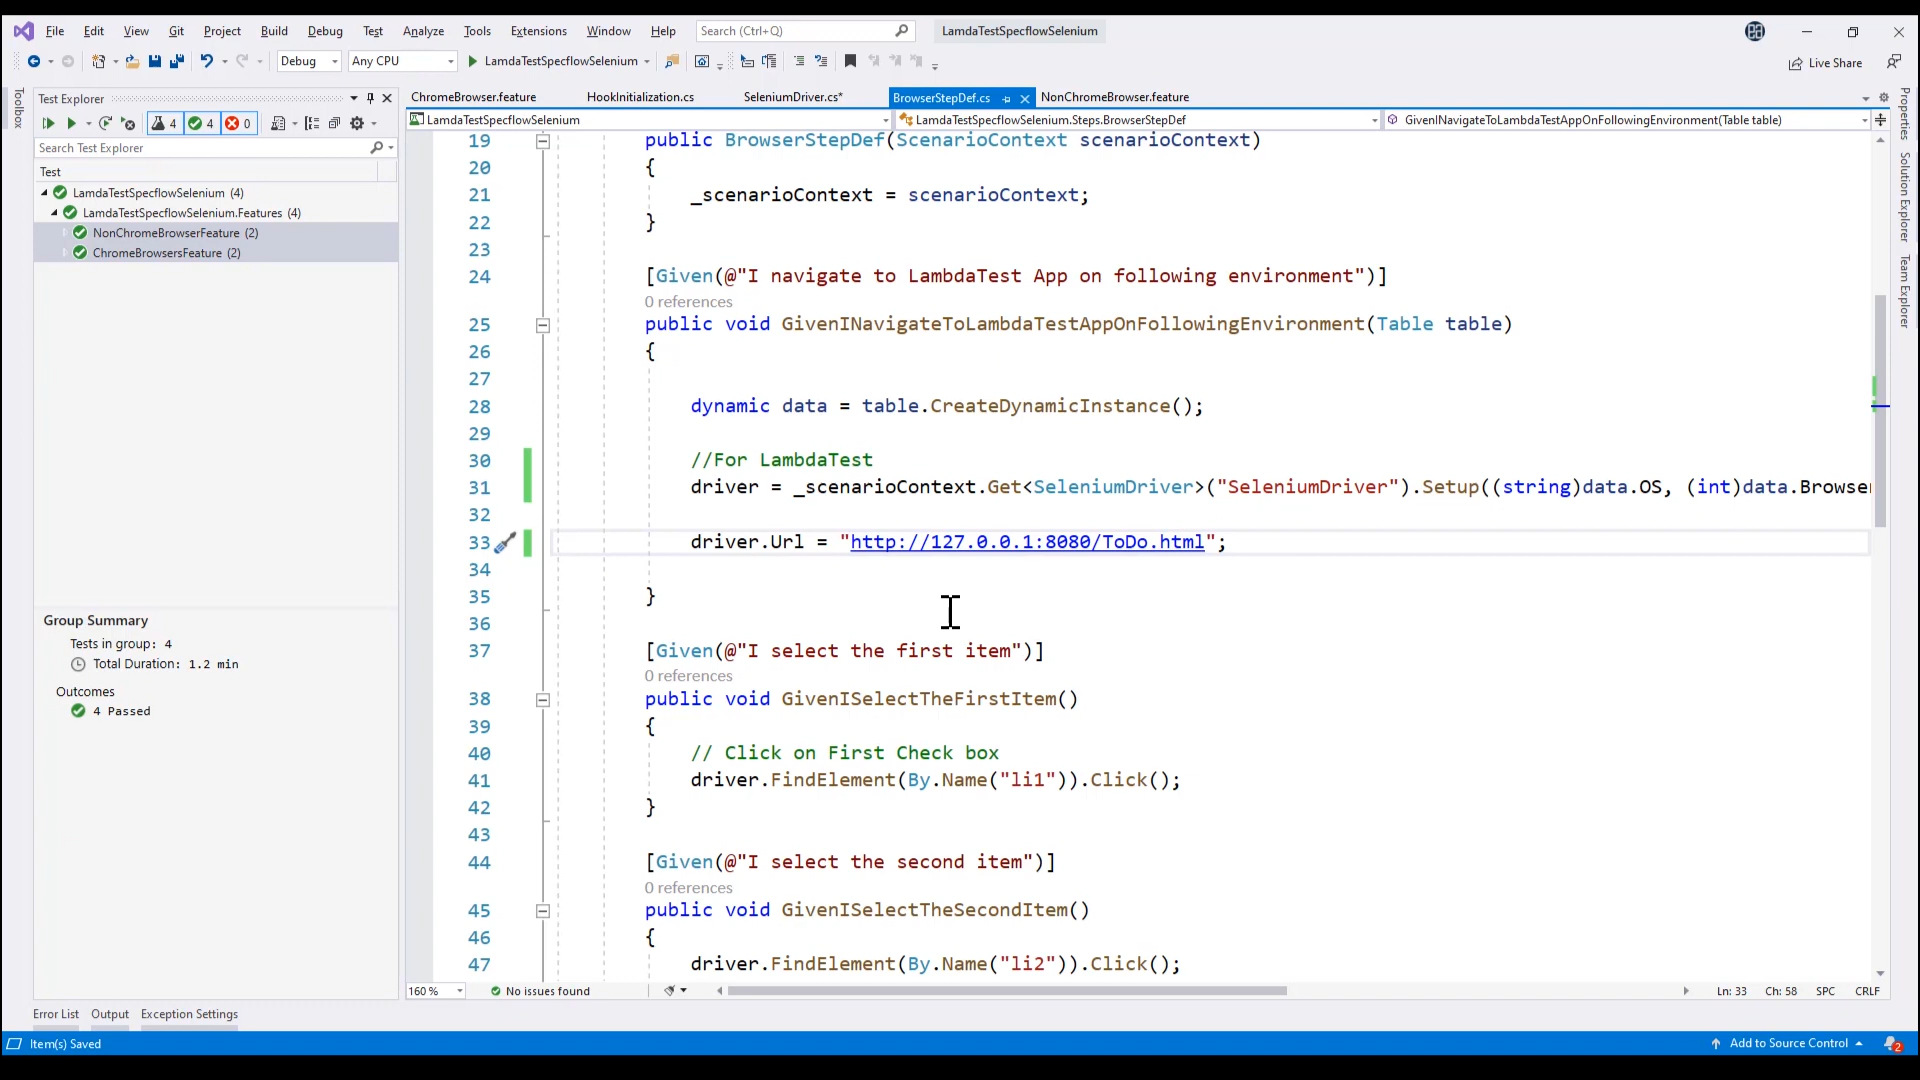 File Edit View Git Project Build Debug Test Analyze Tools Extensions Window Help Search (Ctrl+Q) LamdaTestSpecflowSelenium
Debug Any CPU LamdaTestSpecflowSelenium Live Share
Toolbox
Test Explorer
4 4 0
Search Test Explorer
Test
LamdaTestSpecflowSelenium (4)
LamdaTestSpecflowSelenium.Features (4)
NonChromeBrowserFeature (2)
ChromeBrowsersFeature (2)
Group Summary
Tests in group: 4
Total Duration: 1.2 min
Outcomes
4 Passed
ChromeBrowser.feature HookInitialization.cs SeleniumDriver.cs* BrowserStepDef.cs NonChromeBrowser.feature
LamdaTestSpecflowSelenium LamdaTestSpecflowSelenium.Steps.BrowserStepDef GivenINavigateToLambdaTestAppOnFollowingEnvironment(Table table)
19 public BrowserStepDef(ScenarioContext scenarioContext)
20 {
21 _scenarioContext = scenarioContext;
22 }
23
24 [Given(@"I navigate to LambdaTest App on following environment")]
0 references
25 public void GivenINavigateToLambdaTestAppOnFollowingEnvironment(Table table)
26 {
27
28 dynamic data = table.CreateDynamicInstance();
29
30 //For LambdaTest
31 driver = _scenarioContext.Get<SeleniumDriver>("SeleniumDriver").Setup((string)data.OS, (int)data.Browse
32
33 driver.Url = "http://127.0.0.1:8080/ToDo.html";
34
35 }
36
37 [Given(@"I select the first item")]
0 references
38 public void GivenISelectTheFirstItem()
39 {
40 // Click on First Check box
41 driver.FindElement(By.Name("li1")).Click();
42 }
43
44 [Given(@"I select the second item")]
0 references
45 public void GivenISelectTheSecondItem()
46 {
47 driver.FindElement(By.Name("li2")).Click();
160 % No issues found Ln: 33 Ch: 58 SPC CRLF
Properties
Solution Explorer
Team Explorer
Error List Output Exception Settings
Item(s) Saved Add to Source Control 2